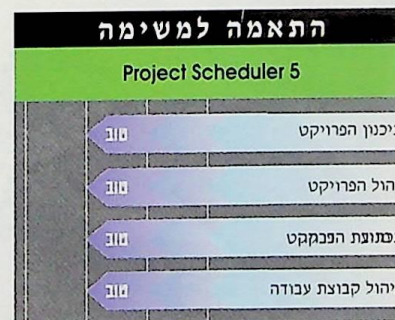 התאמה למשימה
Project Scheduler 5
יכנון הפרויקט טוב
הול הפרויקט טוב
טוב
יהול קבוצת עבודה טוב